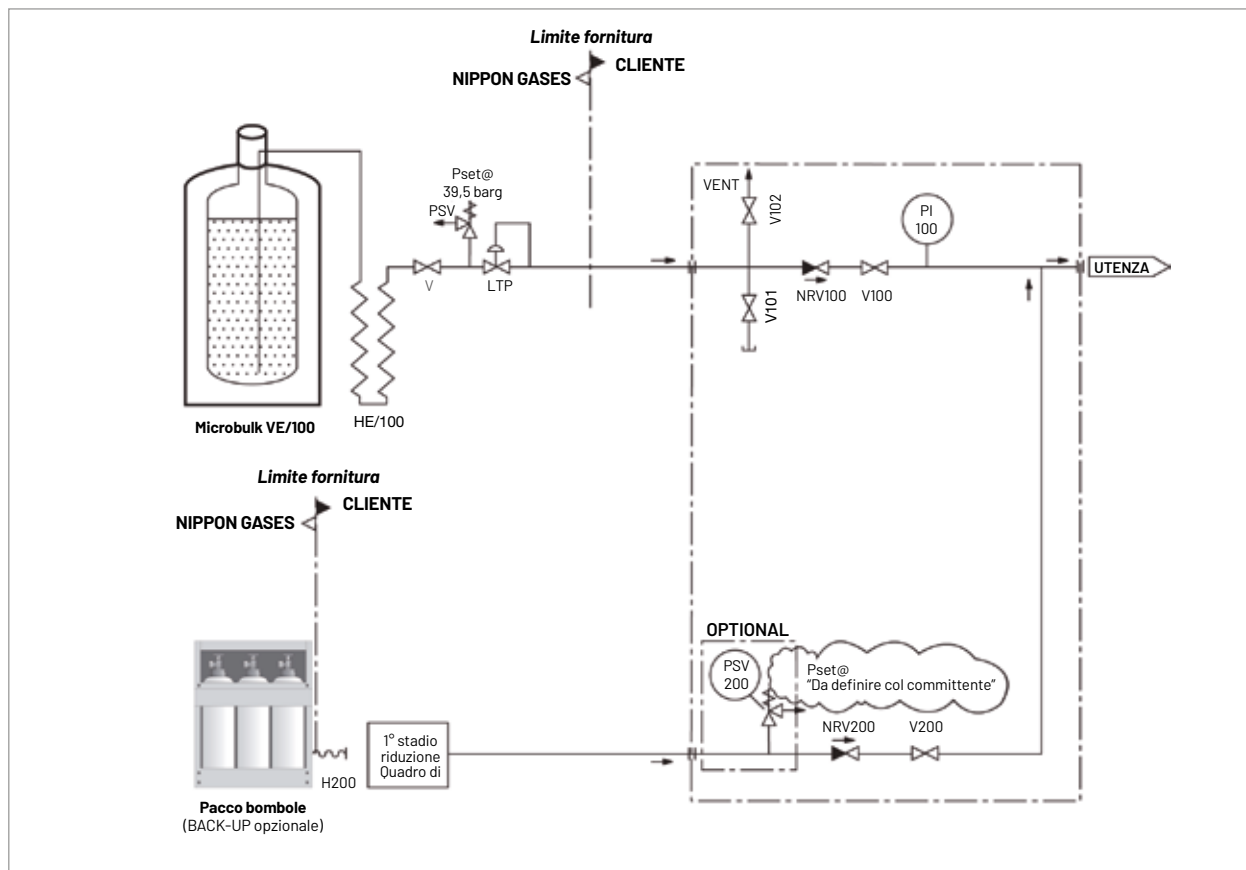 Limite fornitura
CLIENTE
NIPPON GASES
Pset@
39,5 barg
PSV
V
LTP
VENT
V102
V101
NRV100
V100
PI
100
UTENZA
HE/100
Microbulk VE/100
Limite fornitura
CLIENTE
NIPPON GASES
H200
1° stadio
riduzione
Quadro di
Pacco bombole
(BACK-UP opzionale)
OPTIONAL
PSV
200
Pset@
"Da definire col committente"
NRV200
V200